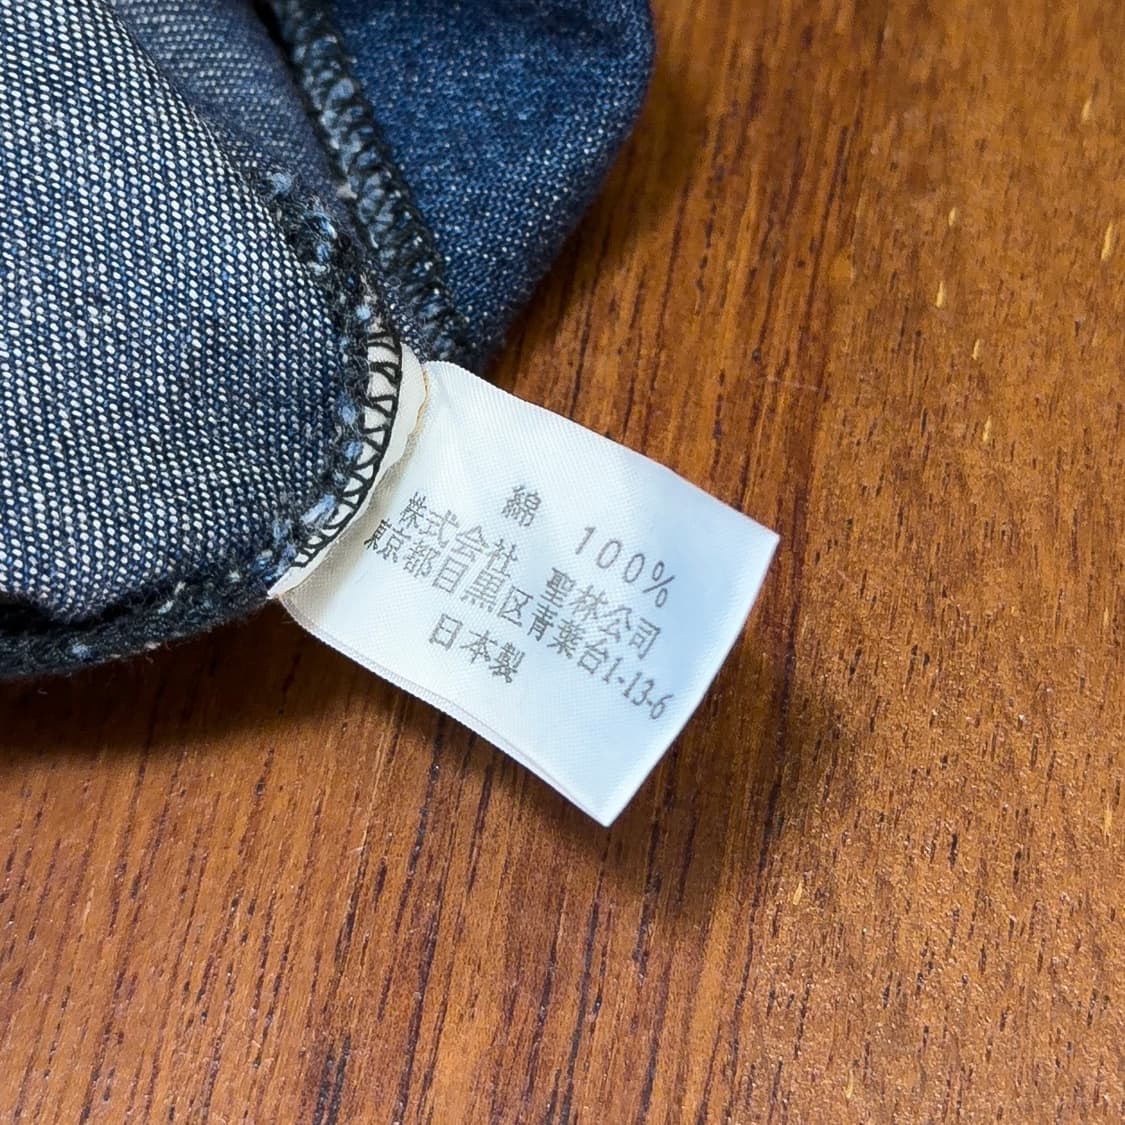 綿 100%
株式会社 聖林公司
東京都目黒区青葉台1-13-6
日本製